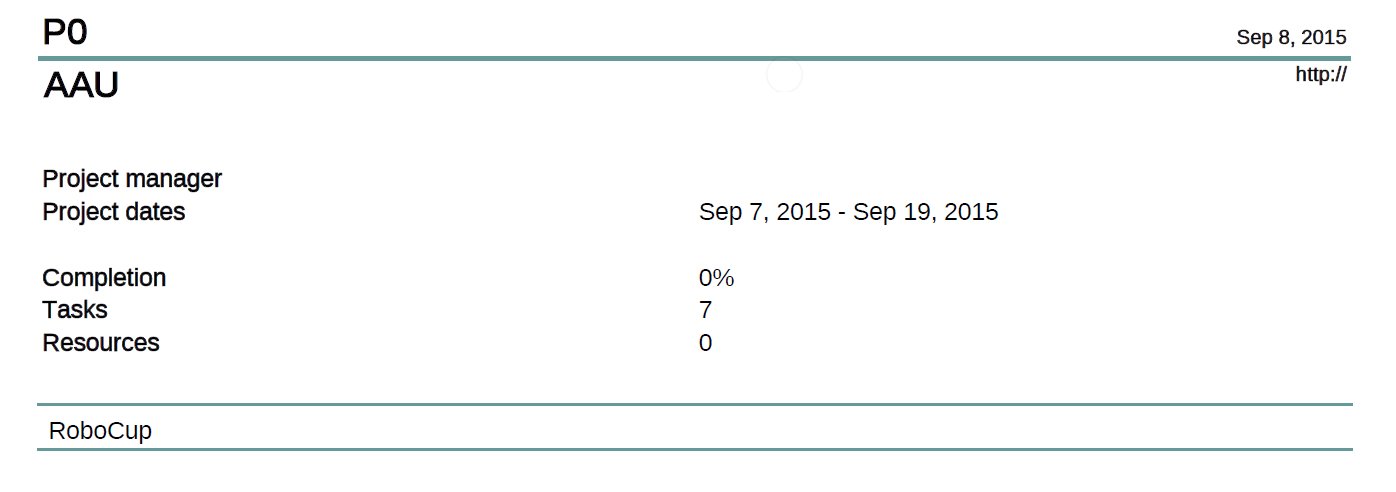 P0
Sep 8, 2015
AAU
http://
Project manager
Project dates Sep 7, 2015 - Sep 19, 2015
Completion 0%
Tasks 7
Resources 0
RoboCup